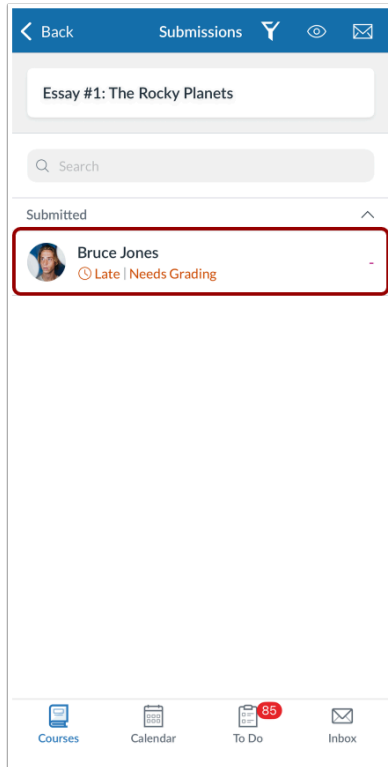 Back
Submissions
Essay #1: The Rocky Planets
Search
Submitted
Bruce Jones
-
Late | Needs Grading
85
Courses
Calendar
To Do
Inbox